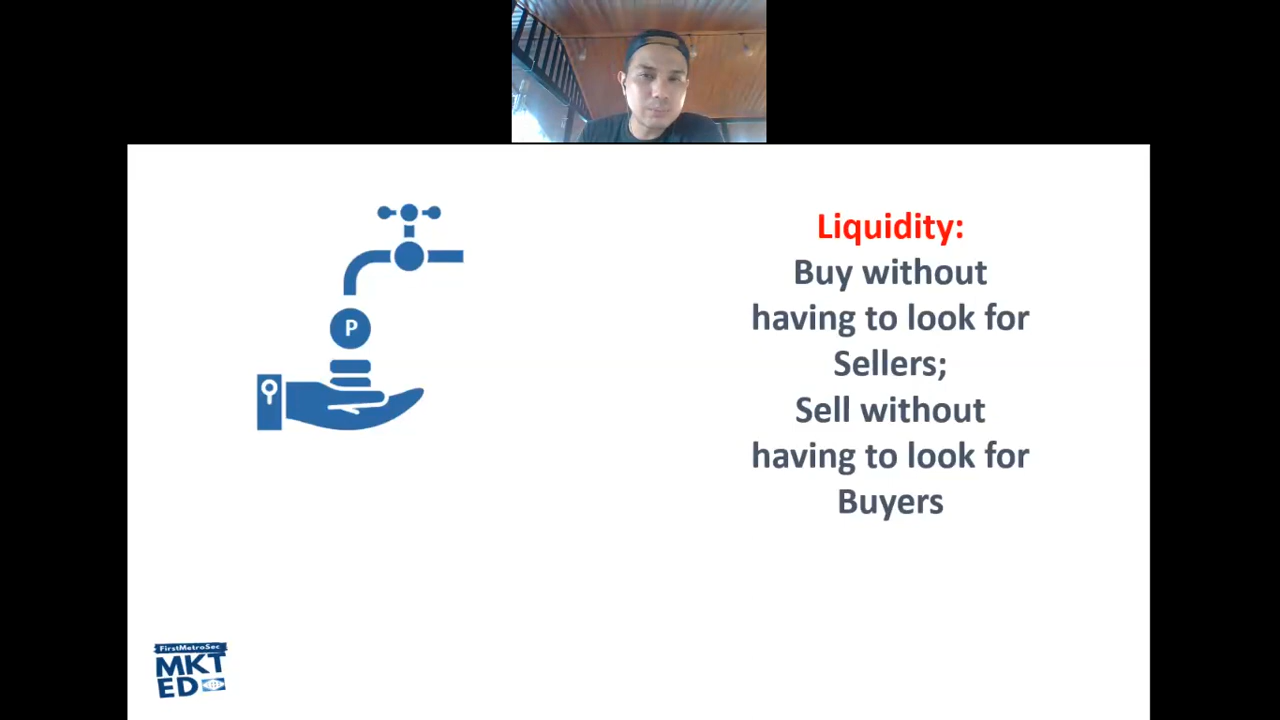 P
Liquidity:
Buy without
having to look for
Sellers;
Sell without
having to look for
Buyers
FirstMetroSec
MKT
ED